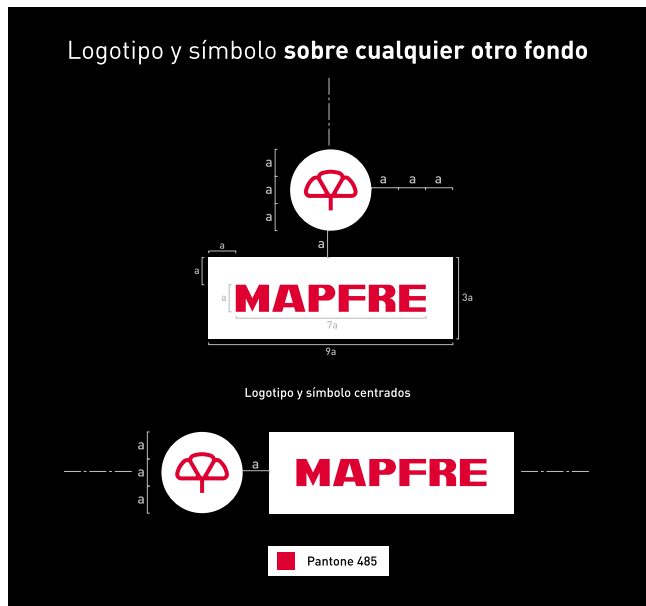 Logotipo y símbolo sobre cualquier otro fondo
a
a
a
a a a
a
a
a
a
MAPFRE
7a
3a
9a
Logotipo y símbolo centrados
a
a
a
a
MAPFRE
Pantone 485